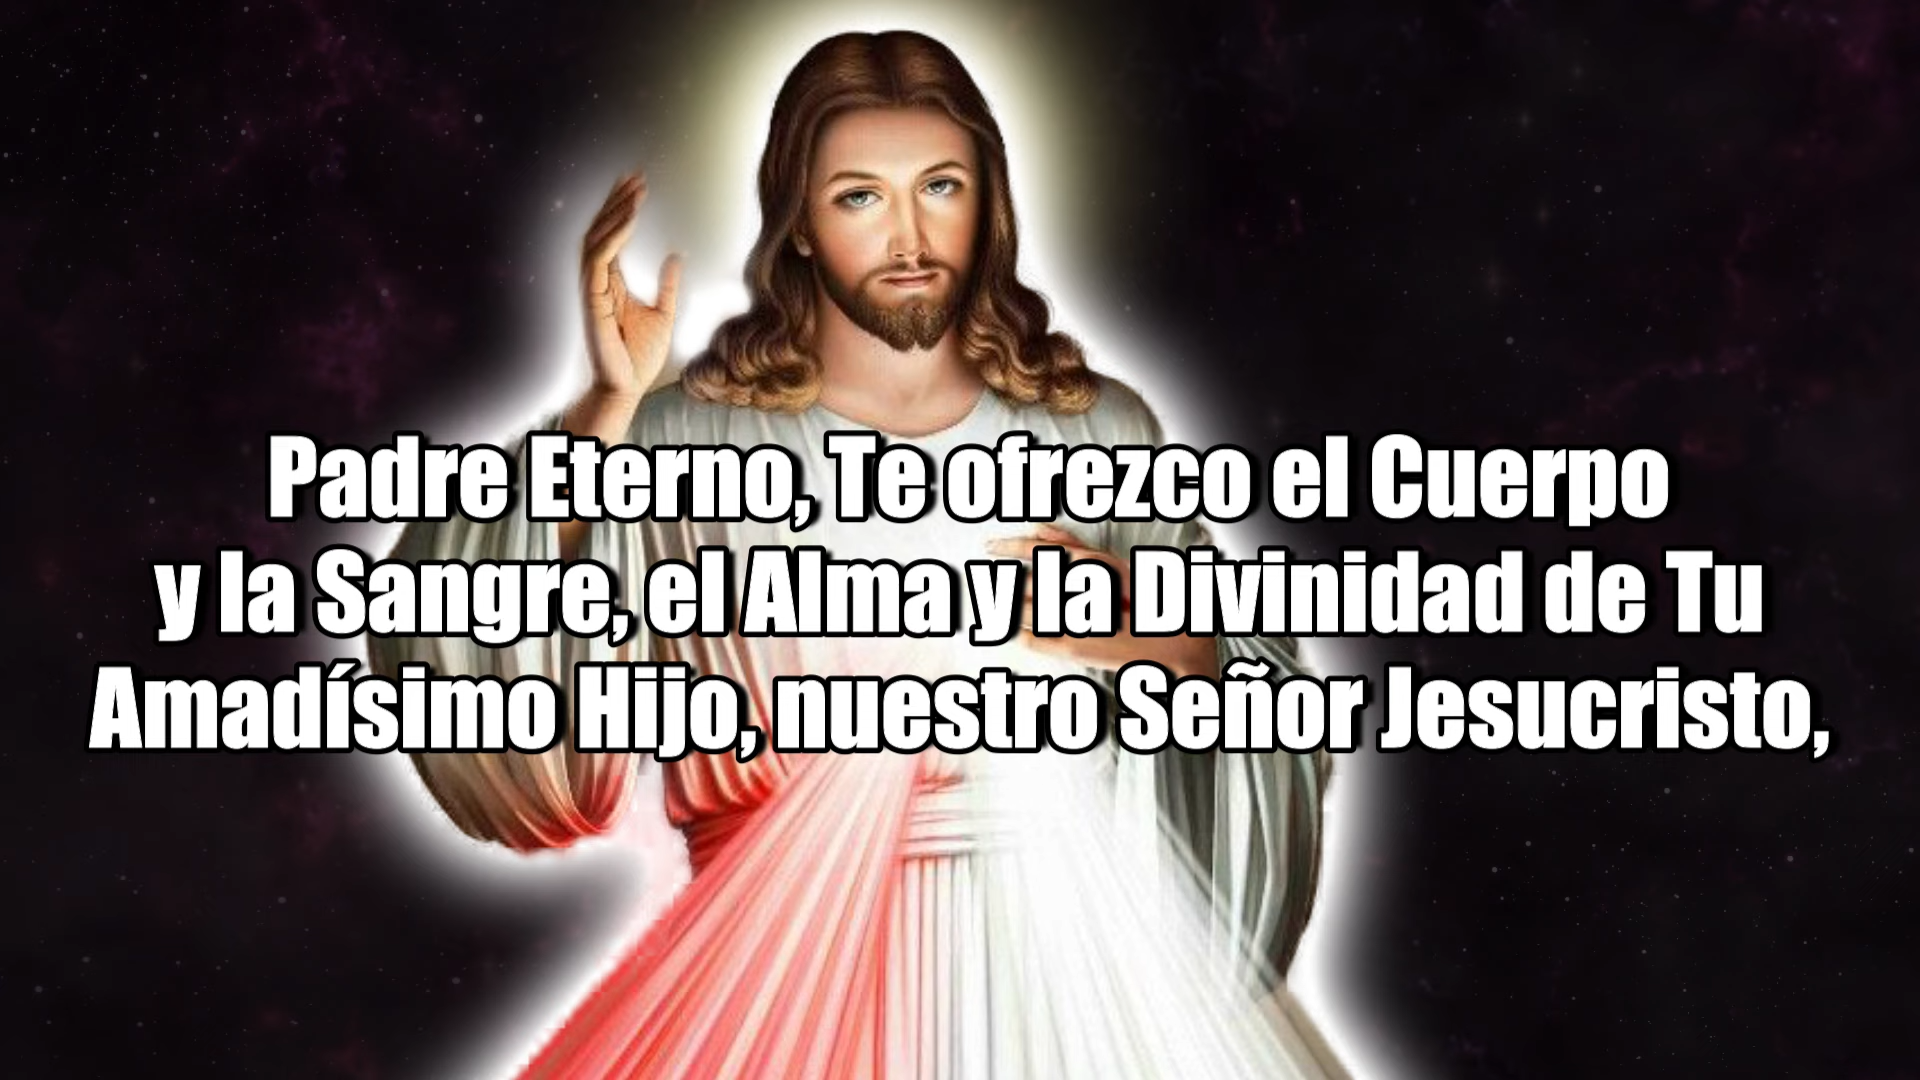 Padre Eterno, Te ofrezco el Cuerpo
y la Sangre, el Alma y la Divinidad de Tu
Amadísimo Hijo, nuestro Señor Jesucristo,